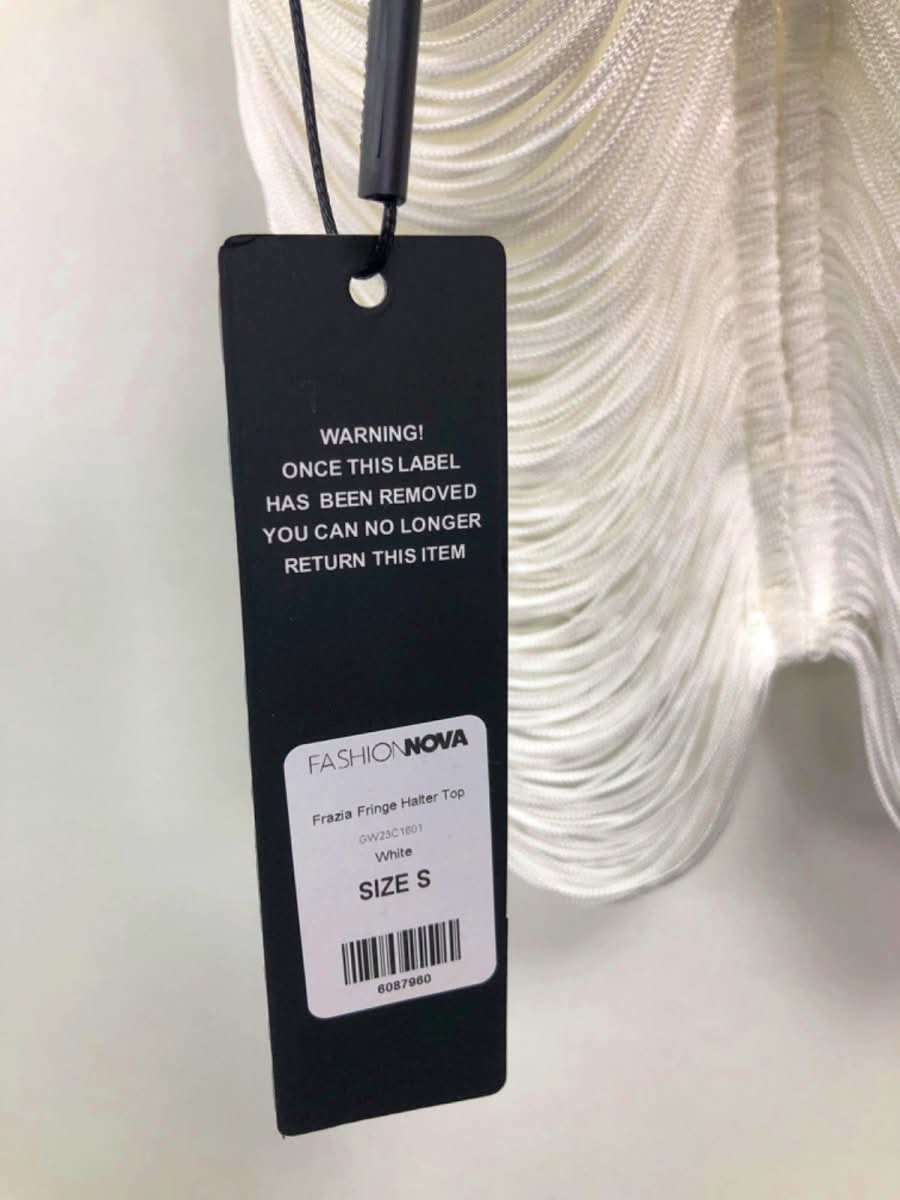 WARNING!
ONCE THIS LABEL
HAS BEEN REMOVED
YOU CAN NO LONGER
RETURN THIS ITEM
FASHIONNOVA
Frazia Fringe Halter Top
GW23C1601
White
SIZE S
6087960